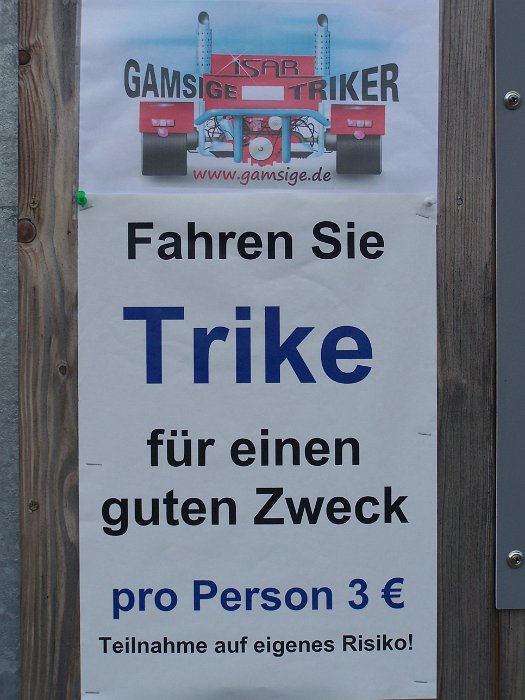 ISAR
GAMSIGE TRIKER
www.gamsige.de
Fahren Sie
Trike
für einen
guten Zweck
pro Person 3 €
Teilnahme auf eigenes Risiko!